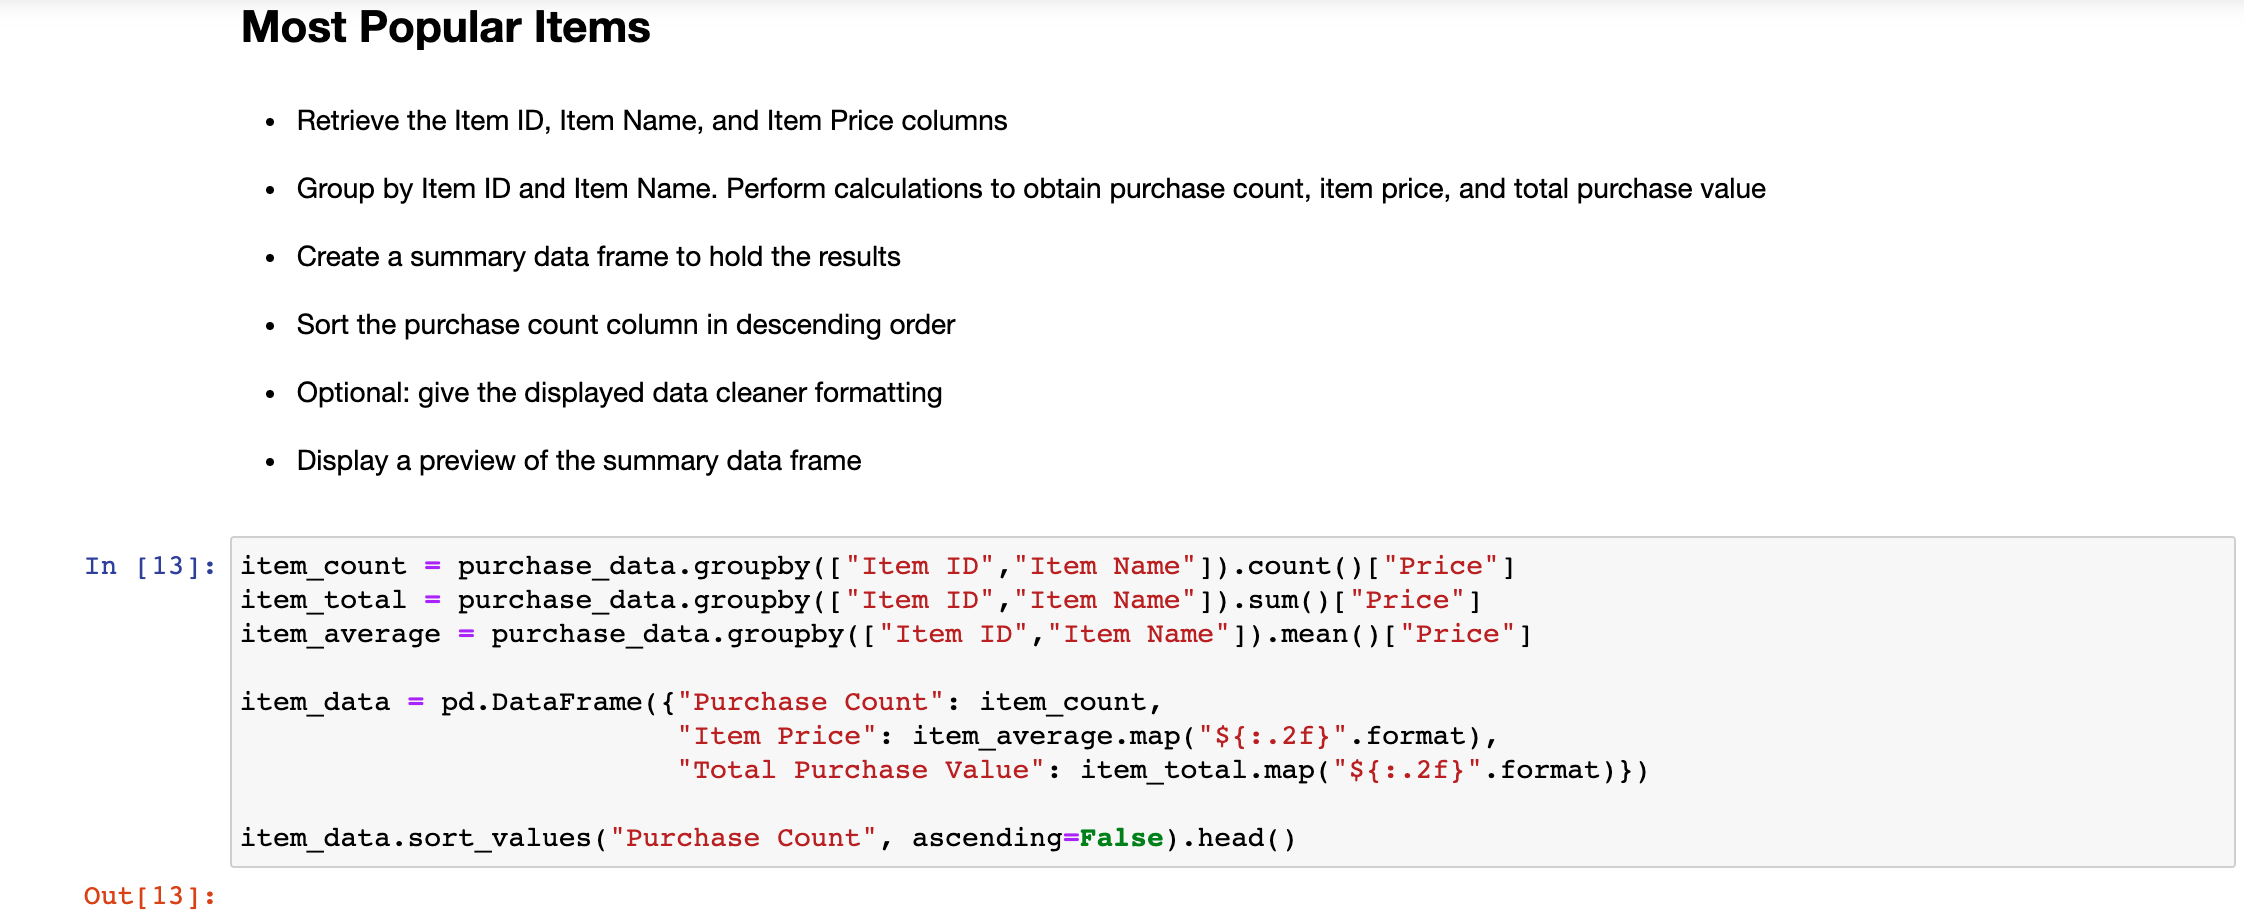 Most Popular Items
• Retrieve the Item ID, Item Name, and Item Price columns
• Group by Item ID and Item Name. Perform calculations to obtain purchase count, item price, and total purchase value
• Create a summary data frame to hold the results
• Sort the purchase count column in descending order
• Optional: give the displayed data cleaner formatting
• Display a preview of the summary data frame
In [13]: item_count = purchase_data.groupby(["Item ID","Item Name"]).count()["Price"]
item_total = purchase_data.groupby(["Item ID","Item Name"]).sum()["Price"]
item_average = purchase_data.groupby(["Item ID","Item Name"]).mean()["Price"]
item_data = pd.DataFrame({"Purchase Count": item_count,
"Item Price": item_average.map("${:.2f}".format),
"Total Purchase Value": item_total.map("${:.2f}".format)})
item_data.sort_values("Purchase Count", ascending=False).head()
Out[13]: